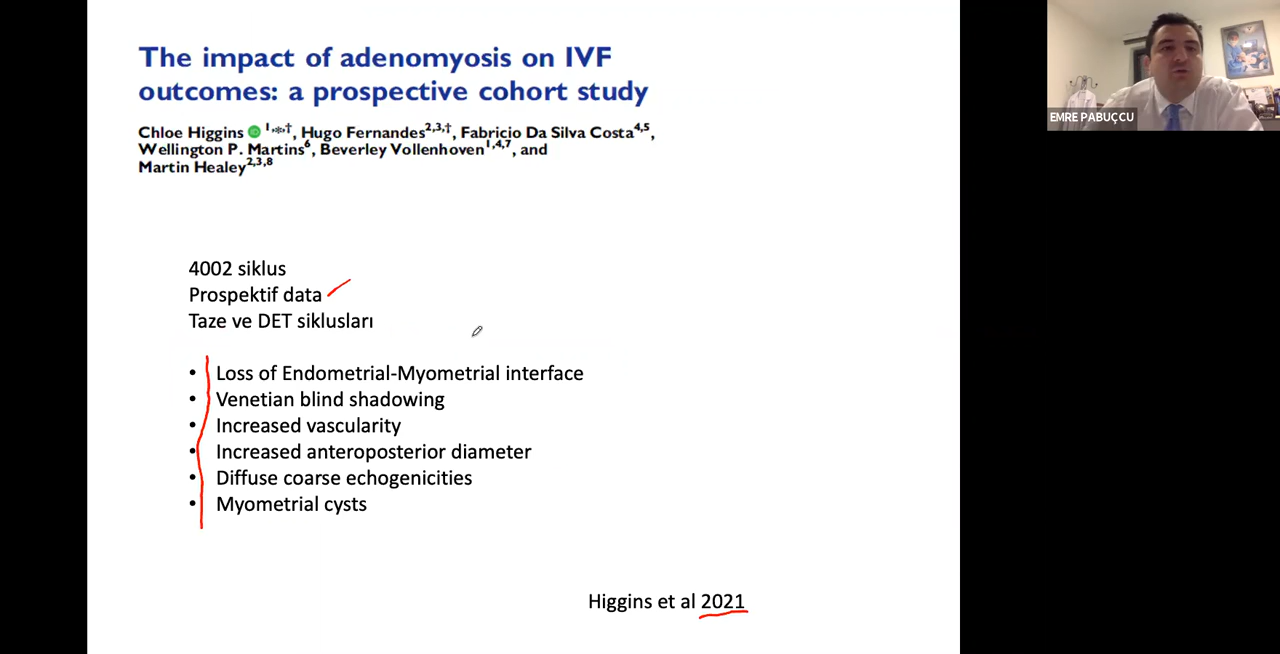 The impact of adenomyosis on IVF
outcomes: a prospective cohort study
Chloe Higgins 1,*,†, Hugo Fernandes2,3,†, Fabricio Da Silva Costa4,5,
Wellington P. Martins6, Beverley Vollenhoven1,4,7, and
Martin Healey2,3,8
4002 siklus
Prospektif data
Taze ve DET siklusları
• Loss of Endometrial-Myometrial interface
• Venetian blind shadowing
• Increased vascularity
• Increased anteroposterior diameter
• Diffuse coarse echogenicities
• Myometrial cysts
Higgins et al 2021
EMRE PABUÇCU